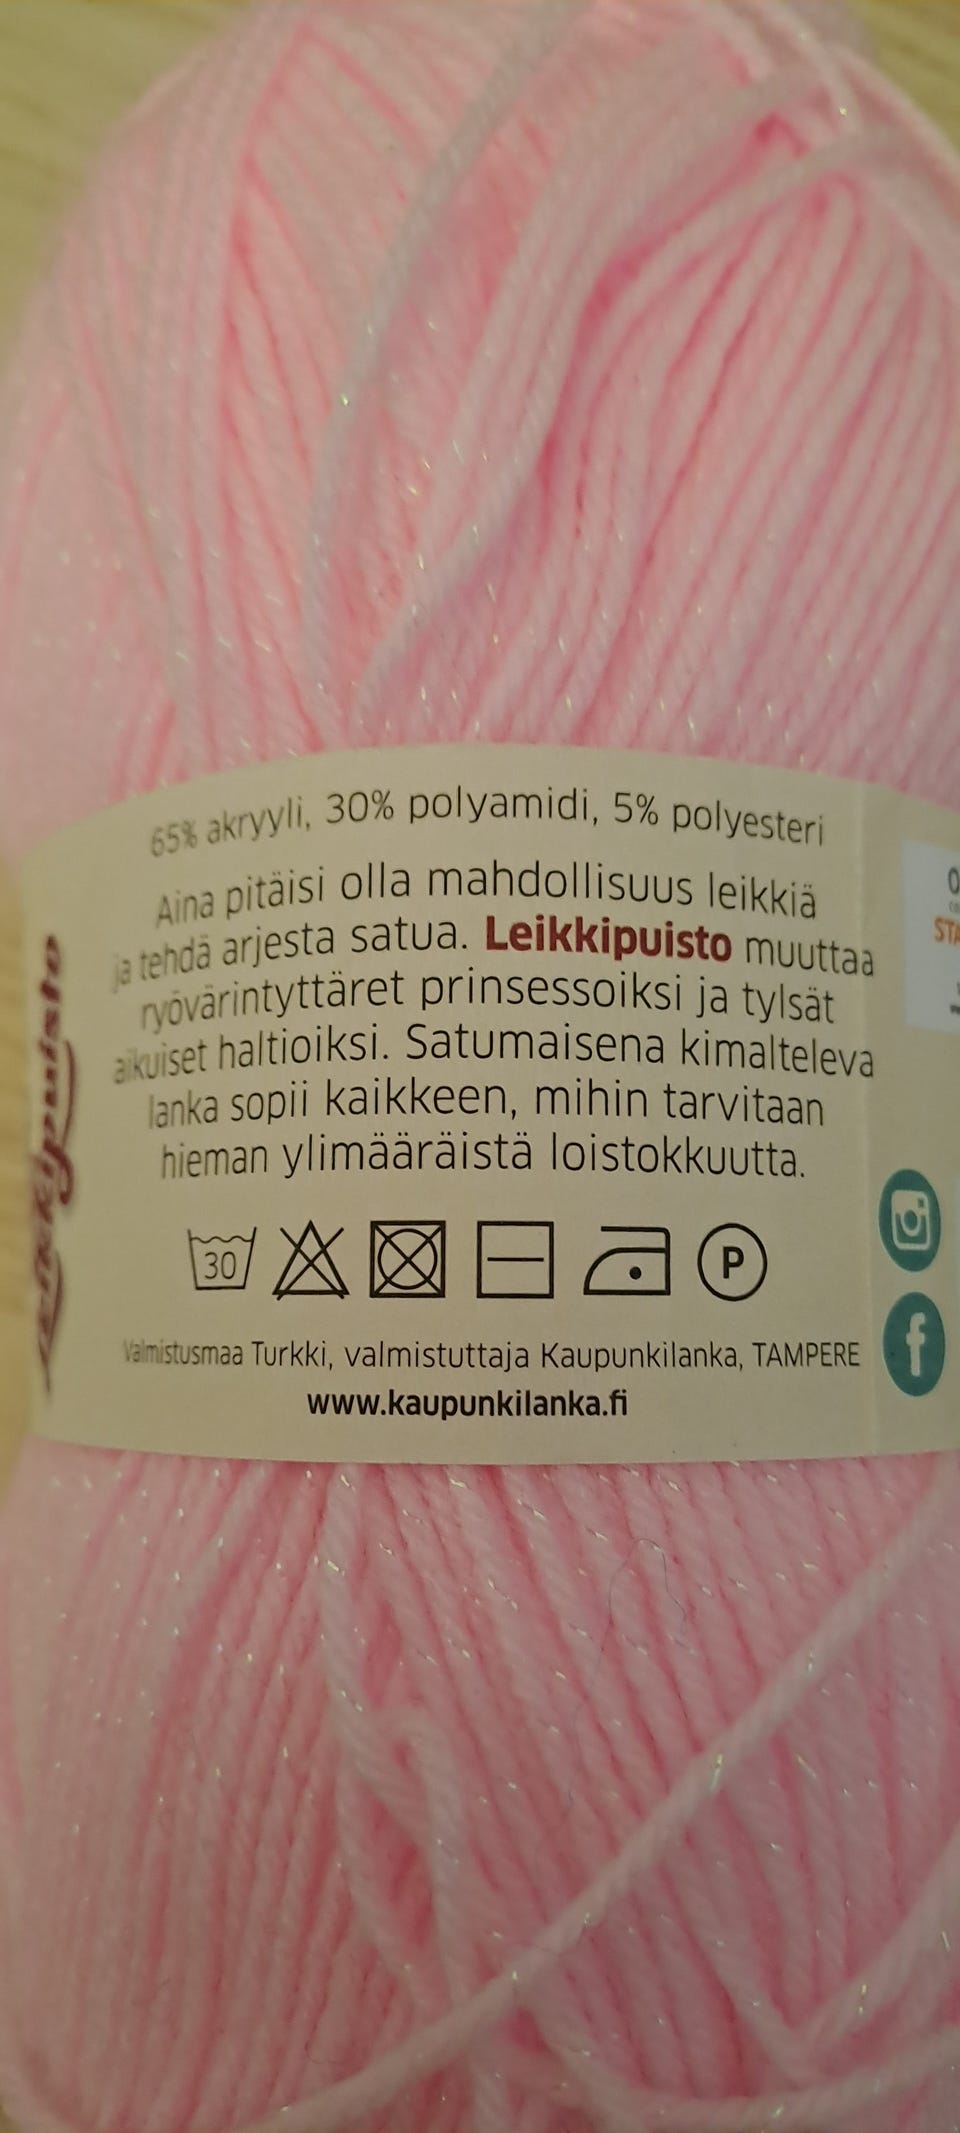 65% akryyli, 30% polyamidi, 5% polyesteri
Aina pitäisi olla mahdollisuus leikkiä
ja tehdä arjesta satua. Leikkipuisto muuttaa
ryövärintyttäret prinsessoiksi ja tylsät
aikuiset haltioiksi. Satumaisena kimalteleva
lanka sopii kaikkeen, mihin tarvitaan
hieman ylimääräistä loistokkuutta.
30
P
Valmistusmaa Turkki, valmistuttaja Kaupunkilanka, TAMPERE
www.kaupunkilanka.fi
Leikkipuisto